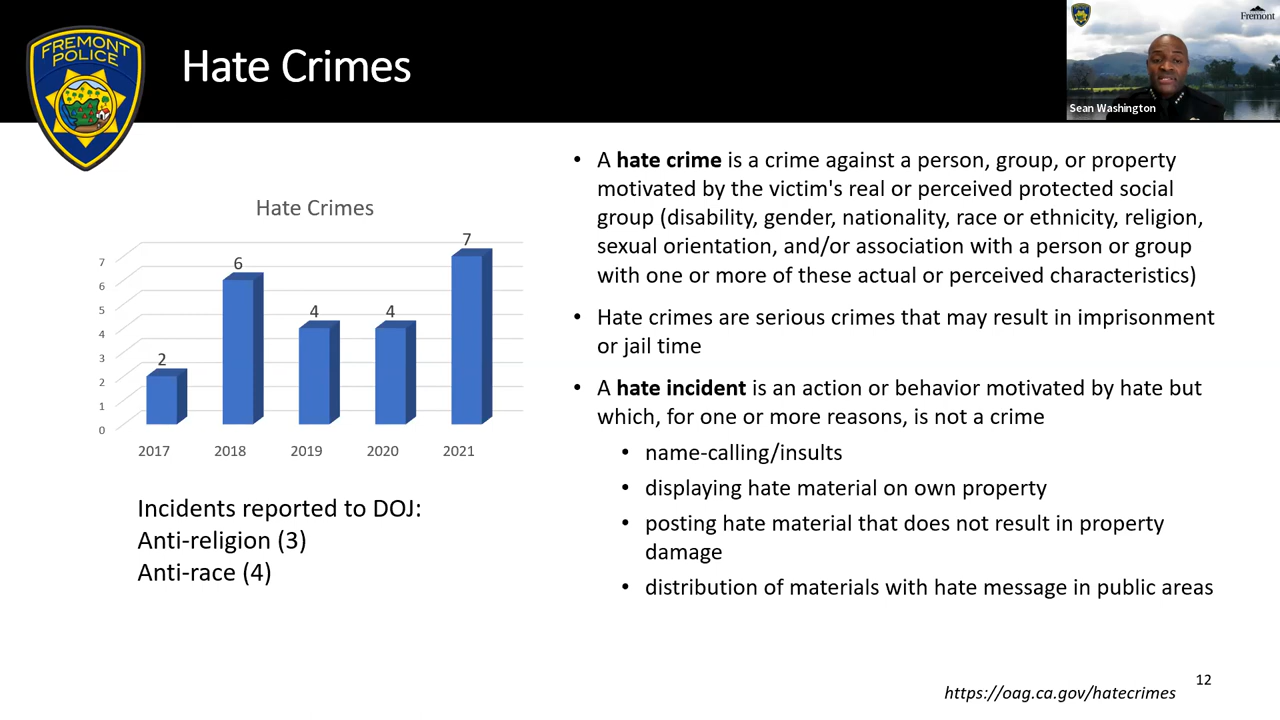 FREMONT
POLICE
Hate Crimes
Fremont
Sean Washington
Hate Crimes
7
6
5
4
3
2
1
0
2
6
4
4
7
2017 2018 2019 2020 2021
Incidents reported to DOJ:
Anti-religion (3)
Anti-race (4)
• A hate crime is a crime against a person, group, or property
motivated by the victim's real or perceived protected social
group (disability, gender, nationality, race or ethnicity, religion,
sexual orientation, and/or association with a person or group
with one or more of these actual or perceived characteristics)
• Hate crimes are serious crimes that may result in imprisonment
or jail time
• A hate incident is an action or behavior motivated by hate but
which, for one or more reasons, is not a crime
• name-calling/insults
• displaying hate material on own property
• posting hate material that does not result in property
damage
• distribution of materials with hate message in public areas
12
https://oag.ca.gov/hatecrimes